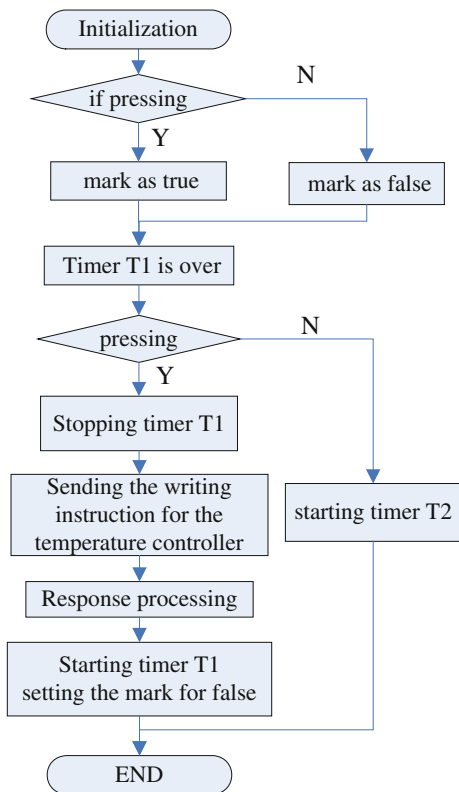 Initialization
if pressing
N
Y
mark as true
mark as false
Timer T1 is over
pressing
N
Y
Stopping timer T1
Sending the writing
instruction for the
temperature controller
starting timer T2
Response processing
Starting timer T1
setting the mark for false
END